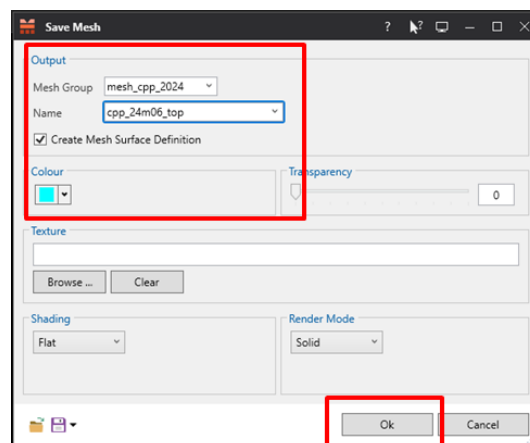 Save Mesh
Output
Mesh Group mesh_cpp_2024
Name cpp_24m06_top
Create Mesh Surface Definition
Colour
Transparency
0
Texture
Browse ... Clear
Shading
Flat
Render Mode
Solid
Ok Cancel